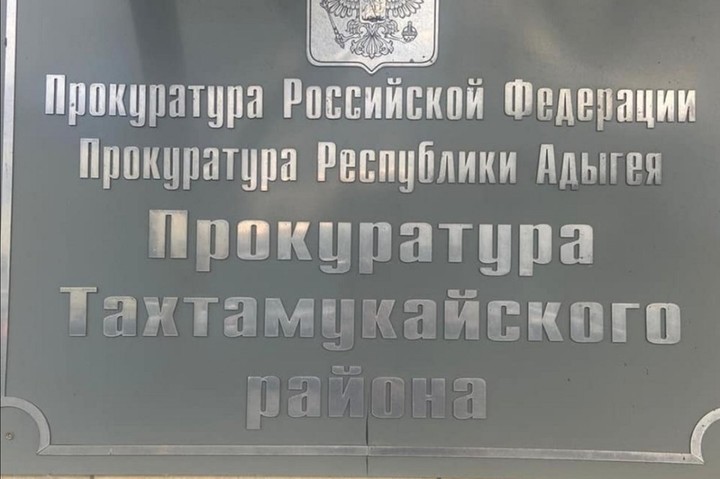 Прокуратура Российской Федерации
Прокуратура Республики Адыгея
Прокуратура
Тахтамукайского
района